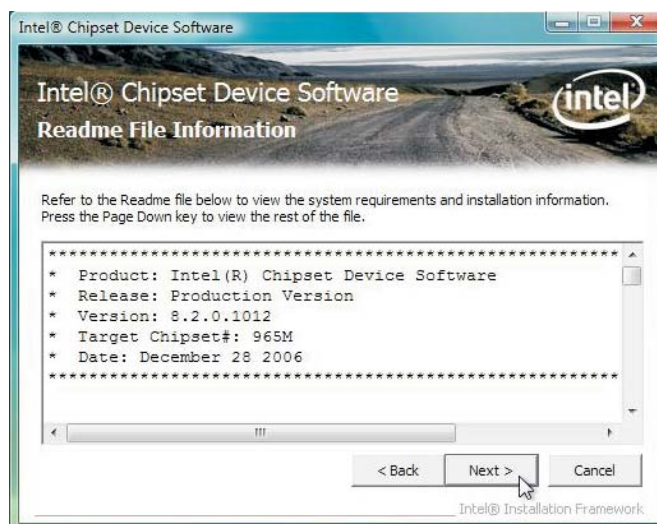 Intel® Chipset Device Software
Intel® Chipset Device Software
Readme File Information
intel
Refer to the Readme file below to view the system requirements and installation information.
Press the Page Down key to view the rest of the file.
************************************************************
* Product: Intel(R) Chipset Device Software
* Release: Production Version
* Version: 8.2.0.1012
* Target Chipset#: 965M
* Date: December 28 2006
************************************************************
< Back Next > Cancel
Intel® Installation Framework